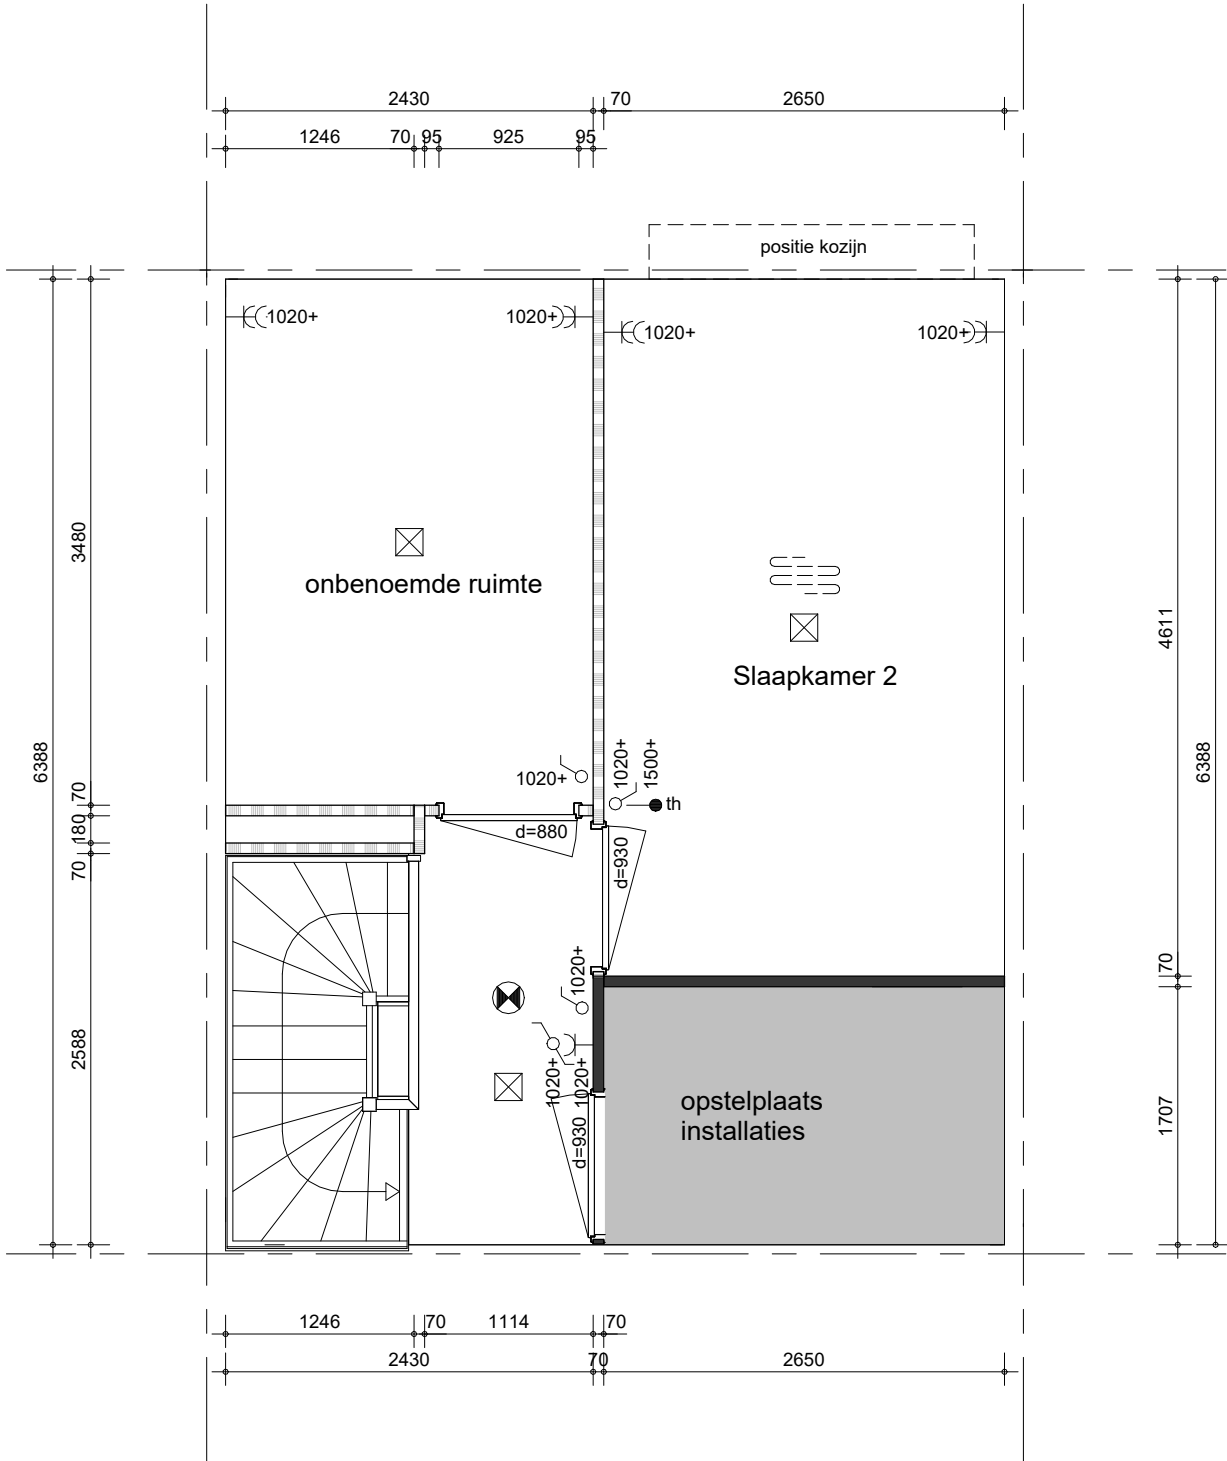 2430 70 2650
1246 70 95 925 95
positie kozijn
1020+ 1020+
1020+ 1020+
3480
onbenoemde ruimte
4611
Slaapkamer 2
6388
6388
70
1020+
1020+
1500+
th
180
d=880
d=930
70
1020+
70
2588
1020+
1020+
opstelplaats
installaties
1707
d=930
1246 70 1114 70
2430 70 2650